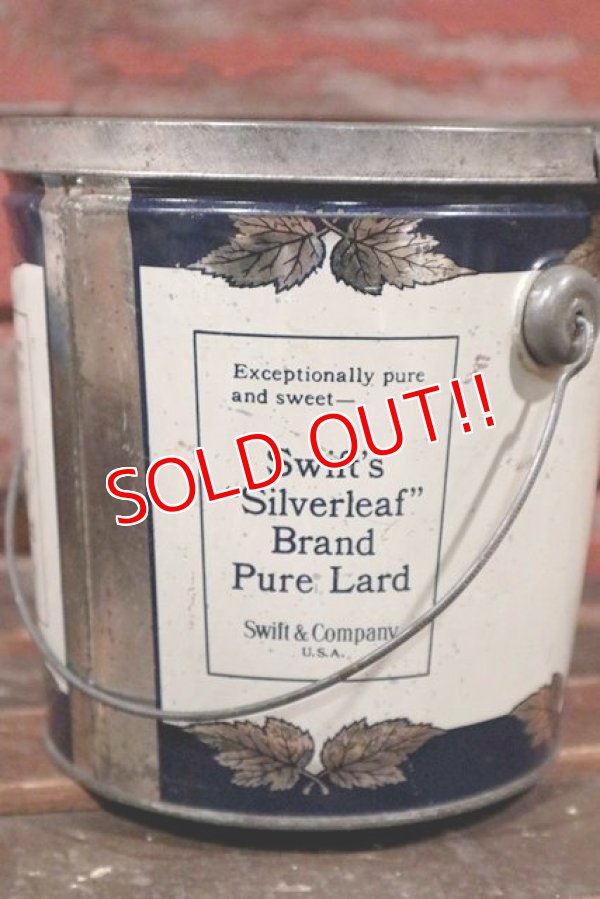 Exceptionally pure
and sweet—
SOLD OUT!!
Swift's
"Silverleaf"
Brand
Pure Lard
Swift & Company
U.S.A.